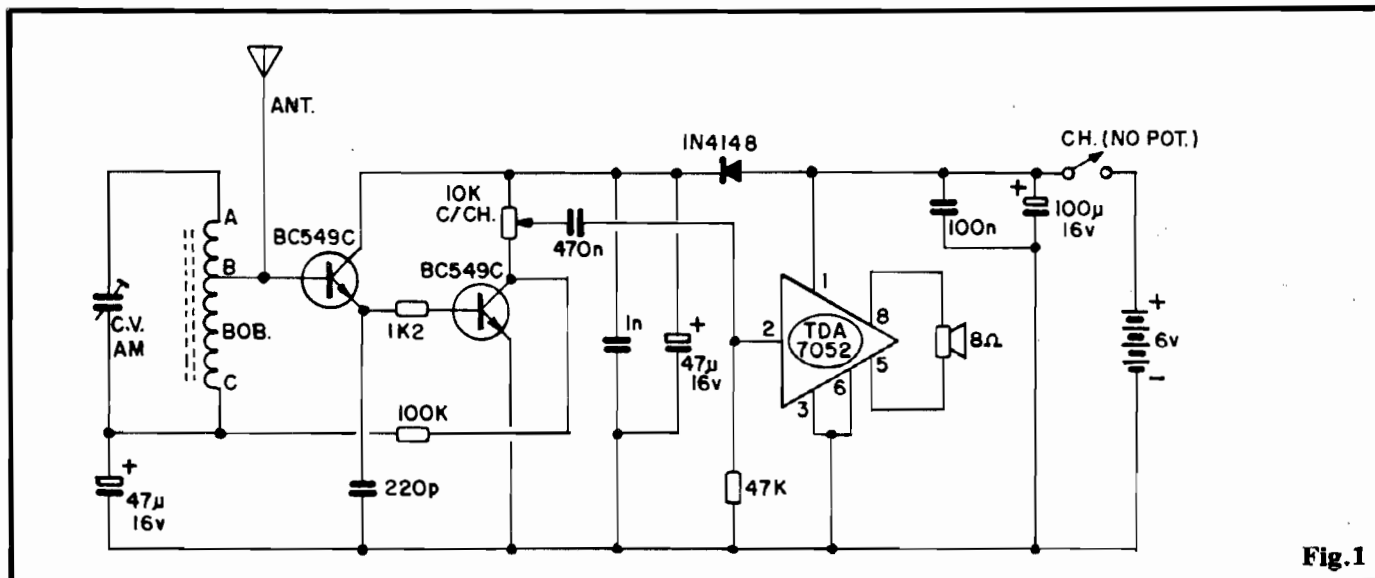 ANT.
1N4148
CH. (NO POT.)
10K
C/CH.
470n
100n
+
100µ
16v
A
B
BOB.
C
BC549C
BC549C
C.V.
AM
1K2
1n
+
47µ
16v
1
2
TDA
7052
8
5
6
3
8Ω
+
6v
-
100K
+
47µ
16v
220p
47K
Fig.1